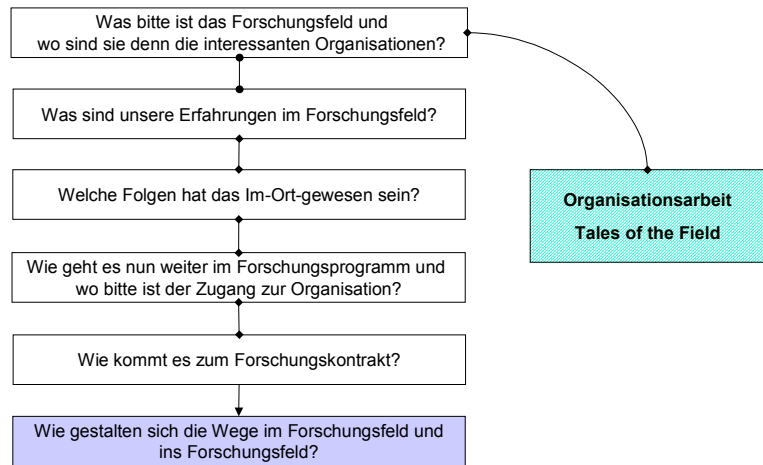 Was bitte ist das Forschungsfeld und
wo sind sie denn die interessanten Organisationen?
Was sind unsere Erfahrungen im Forschungsfeld?
Welche Folgen hat das Im-Ort-gewesen sein?
Organisationsarbeit
Tales of the Field
Wie geht es nun weiter im Forschungsprogramm und
wo bitte ist der Zugang zur Organisation?
Wie kommt es zum Forschungskontrakt?
Wie gestalten sich die Wege im Forschungsfeld und
ins Forschungsfeld?